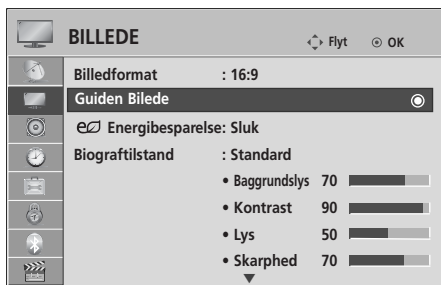 BILLEDE Flyt OK
Billedformat : 16:9
Guiden Bilede
Energibesparelse: Sluk
Biograftilstand : Standard
• Baggrundslys 70
• Kontrast 90
• Lys 50
• Skarphed 70